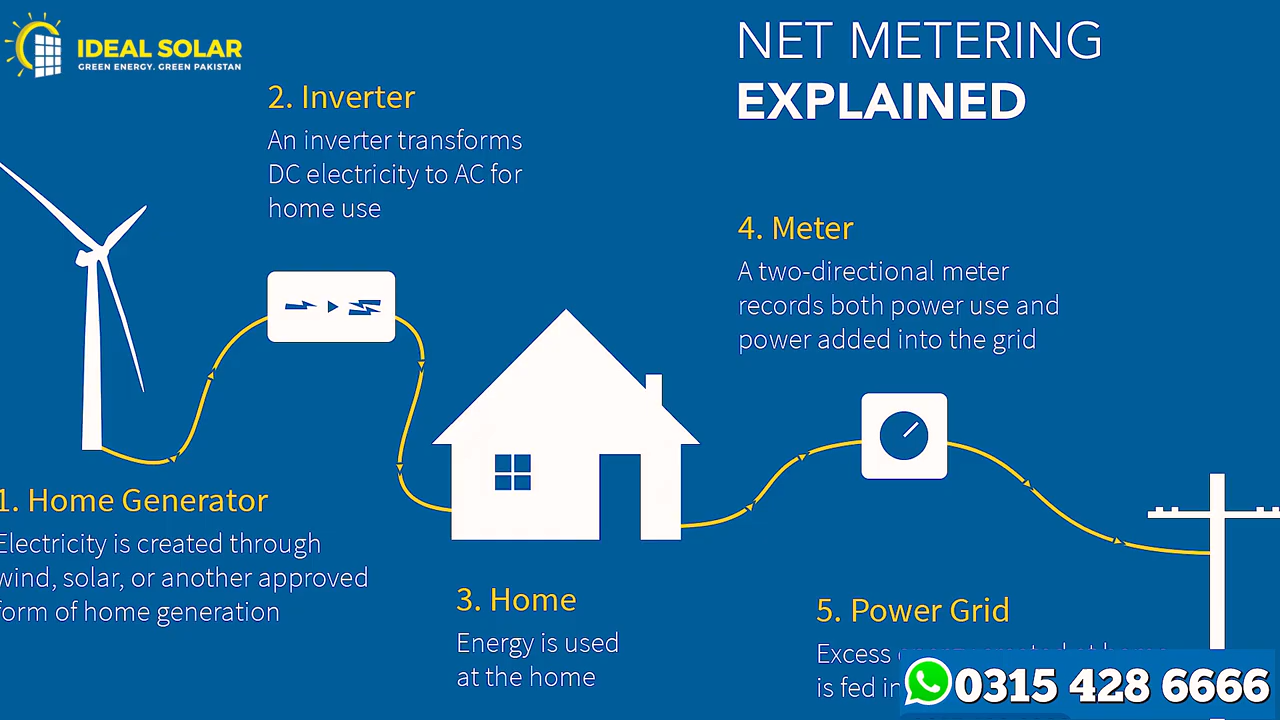 IDEAL SOLAR
GREEN ENERGY. GREEN PAKISTAN
NET METERING
EXPLAINED
2. Inverter
An inverter transforms
DC electricity to AC for
home use
4. Meter
A two-directional meter
records both power use and
power added into the grid
1. Home Generator
Electricity is created through
wind, solar, or another approved
form of home generation
3. Home
Energy is used
at the home
5. Power Grid
Excess
is fed in
0315 428 6666